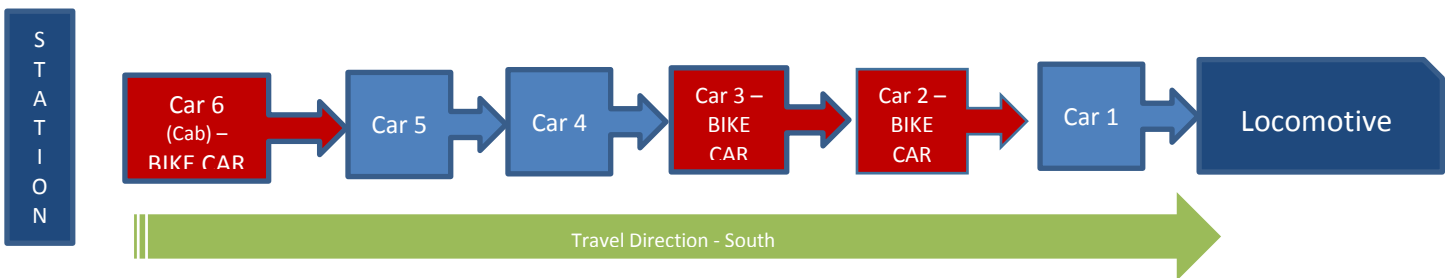 STATION
Car 6
(Cab) –
BIKE CAR
Car 5
Car 4
Car 3 –
BIKE
CAR
Car 2 –
BIKE
CAR
Car 1
Locomotive
Travel Direction - South